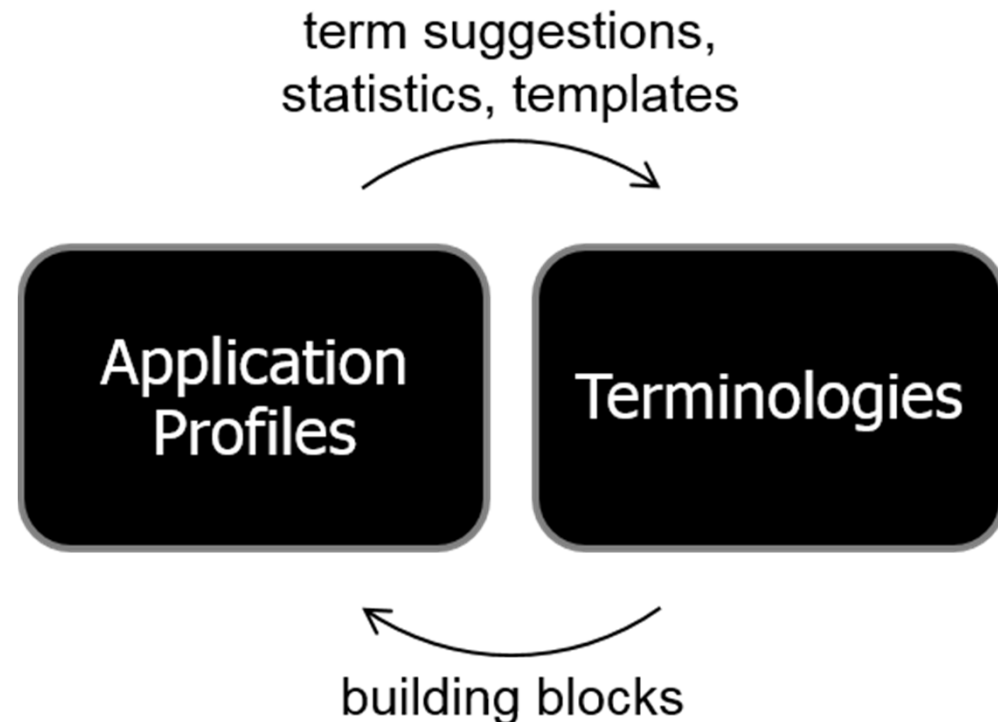 term suggestions,
statistics, templates
Application
Profiles
Terminologies
building blocks